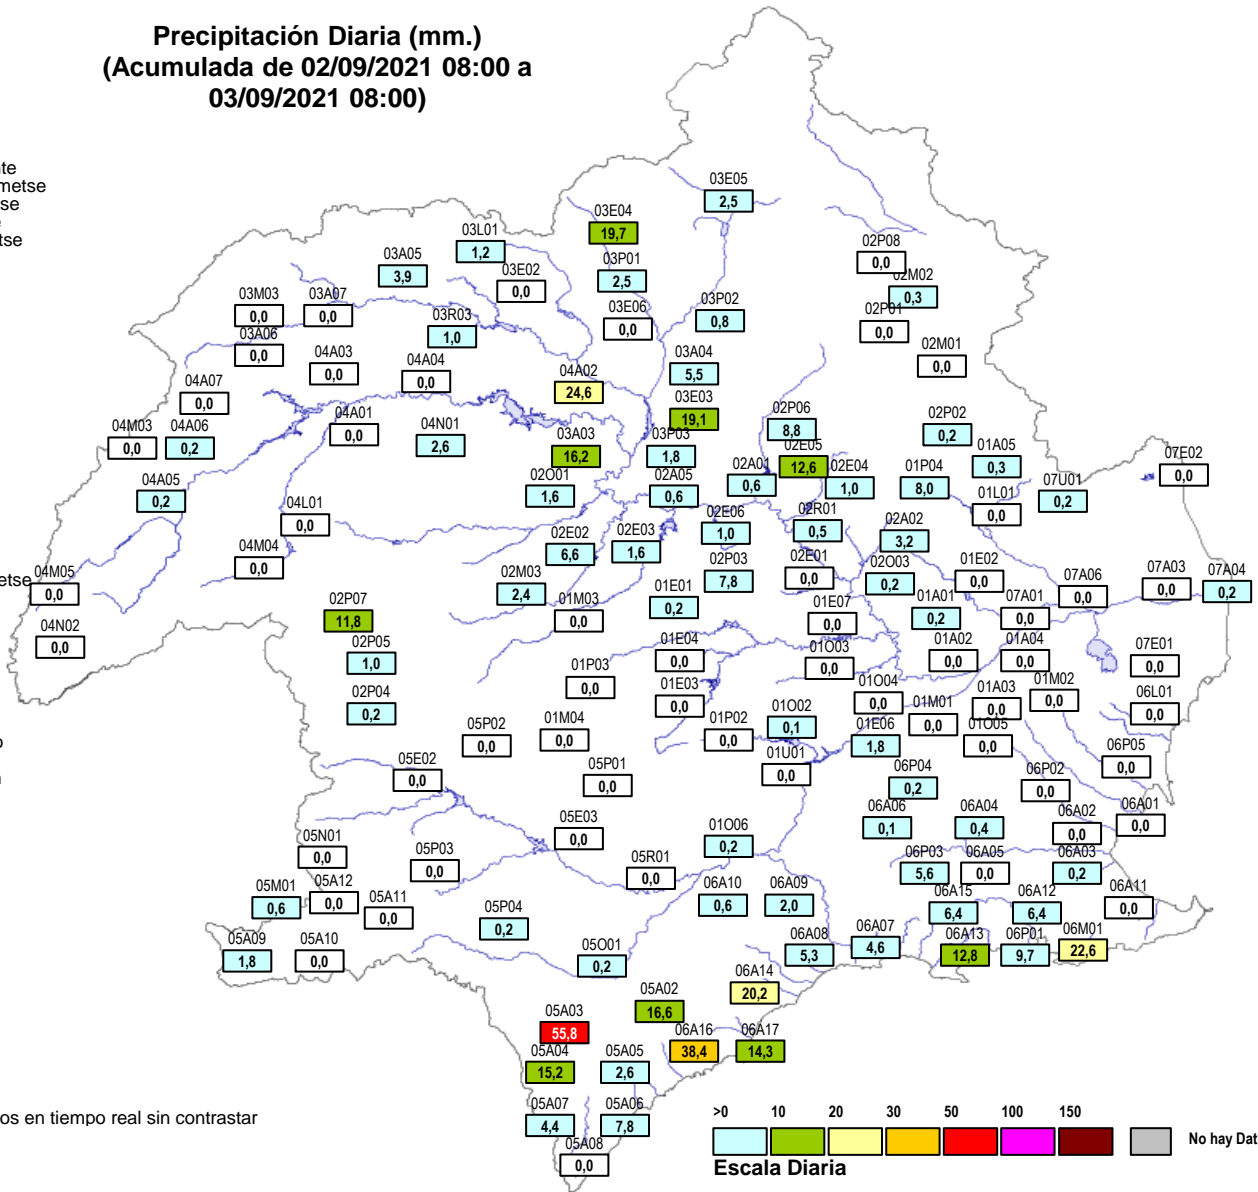 Precipitación Diaria (mm.)
(Acumulada de 02/09/2021 08:00 a
03/09/2021 08:00)
nte
metse
se
e
tse
03E05
2,5
03E04
19,7
03L01
1,2
03A05
3,9
03E02
0,0
03P01
2,5
02P08
0,0
02M02
0,3
03M03
0,0
03A07
0,0
03R03
1,0
03E06
0,0
03P02
0,8
02P01
0,0
03A06
0,0
04A03
0,0
04A04
0,0
04A02
24,6
03A04
5,5
02M01
0,0
04A07
0,0
04M03
0,0
04A06
0,2
04A01
0,0
04N01
2,6
03A03
16,2
03E03
19,1
03P03
1,8
02P06
8,8
02P02
0,2
04A05
0,2
02O01
1,6
02A05
0,6
02A01
0,6
02E05
12,6
02E04
1,0
01P04
8,0
01A05
0,3
07U01
0,2
07E02
0,0
04L01
0,0
01L01
0,0
02E06
1,0
02R01
0,5
02A02
3,2
04M04
0,0
02E02
6,6
02E03
1,6
04M05
0,0
etse
02M03
2,4
02P03
7,8
02E01
0,0
02O03
0,2
01E02
0,0
07A06
0,0
07A03
0,0
07A04
0,2
02P07
11,8
01M03
0,0
01E01
0,2
01E07
0,0
01A01
0,2
07A01
0,0
04N02
0,0
02P05
1,0
01E04
0,0
01O03
0,0
01A02
0,0
01A04
0,0
07E01
0,0
01P03
0,0
02P04
0,2
01E03
0,0
01O04
0,0
01A03
0,0
01M02
0,0
06L01
0,0
05P02
0,0
01M04
0,0
01P02
0,0
01O02
0,1
01E06
1,8
01M01
0,0
01O05
0,0
06P05
0,0
05E02
0,0
05P01
0,0
01U01
0,0
06P04
0,2
06P02
0,0
05E03
0,0
01O06
0,2
06A06
0,1
06A04
0,4
06A02
0,0
06A01
0,0
05N01
0,0
05P03
0,0
05R01
0,0
06P03
5,6
06A05
0,0
06A03
0,2
05M01
0,6
05A12
0,0
05A11
0,0
06A10
0,6
06A09
2,0
06A15
6,4
06A12
6,4
06A11
0,0
05P04
0,2
05A09
1,8
05A10
0,0
05O01
0,2
06A08
5,3
06A07
4,6
06A13
12,8
06P01
9,7
06M01
22,6
06A14
20,2
05A02
16,6
05A03
55,8
06A16
38,4
06A17
14,3
05A04
15,2
05A05
2,6
05A07
4,4
05A06
7,8
05A08
0,0
os en tiempo real sin contrastar
>0 10 20 30 50 100 150
No hay Dat
Escala Diaria